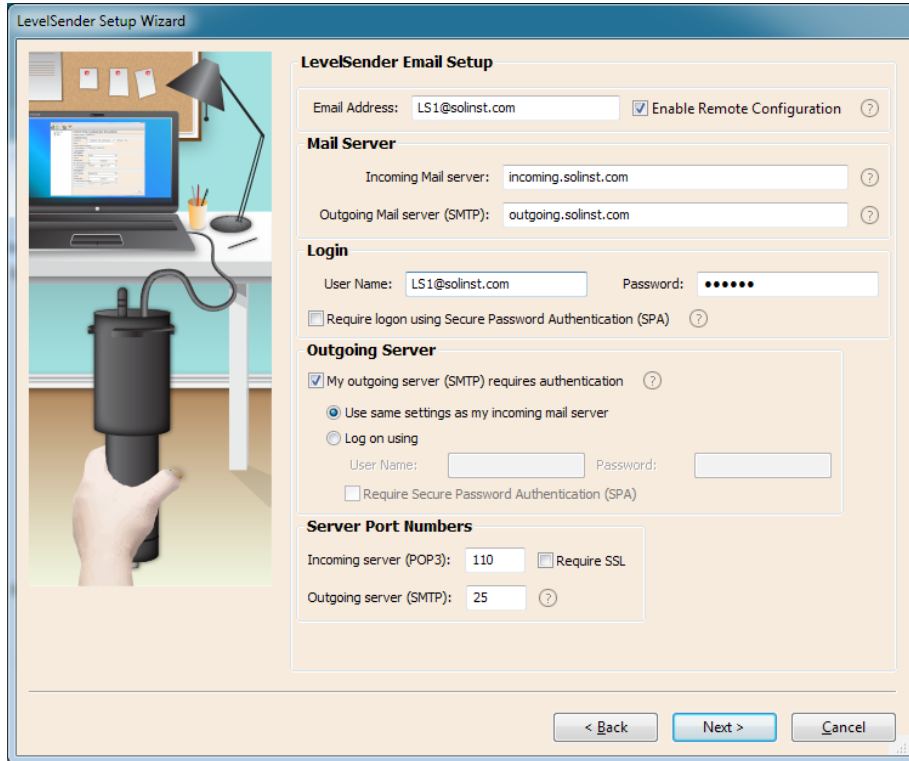 LevelSender Setup Wizard
LevelSender Email Setup
Email Address: LS1@solinst.com Enable Remote Configuration ?
Mail Server
Incoming Mail server: incoming.solinst.com ?
Outgoing Mail server (SMTP): outgoing.solinst.com ?
Login
User Name: LS1@solinst.com Password: ••••••
Require logon using Secure Password Authentication (SPA) ?
Outgoing Server
My outgoing server (SMTP) requires authentication ?
Use same settings as my incoming mail server
Log on using
User Name: Password:
Require Secure Password Authentication (SPA)
Server Port Numbers
Incoming server (POP3): 110 Require SSL
Outgoing server (SMTP): 25 ?
< Back Next > Cancel